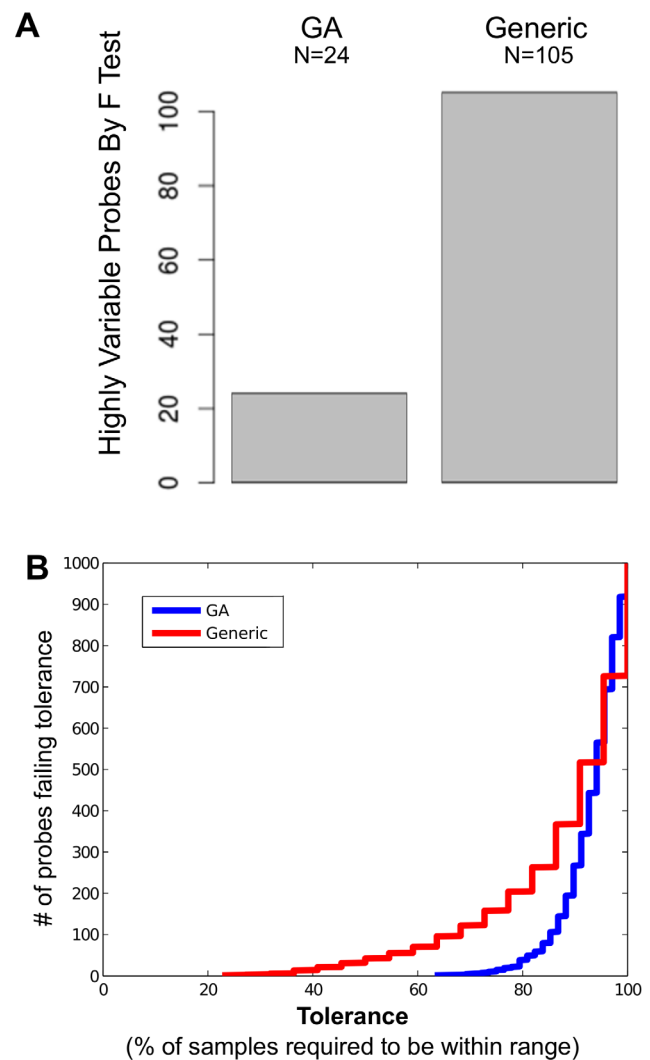 A
GA
Generic
N=24
N=105
Highly Variable Probes By F Test
100
80
60
40
20
0
B
1000
900
800
700
600
500
400
300
200
100
0
GA
Generic
# of probes failing tolerance
0
20
40
60
80
100
Tolerance
(% of samples required to be within range)